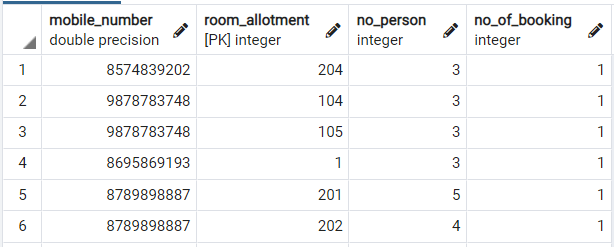 mobile_number room_allotment no_person no_of_booking
double precision [PK] integer integer integer
1 8574839202 204 3 1
2 9878783748 104 3 1
3 9878783748 105 3 1
4 8695869193 1 3 1
5 8789898887 201 5 1
6 8789898887 202 4 1